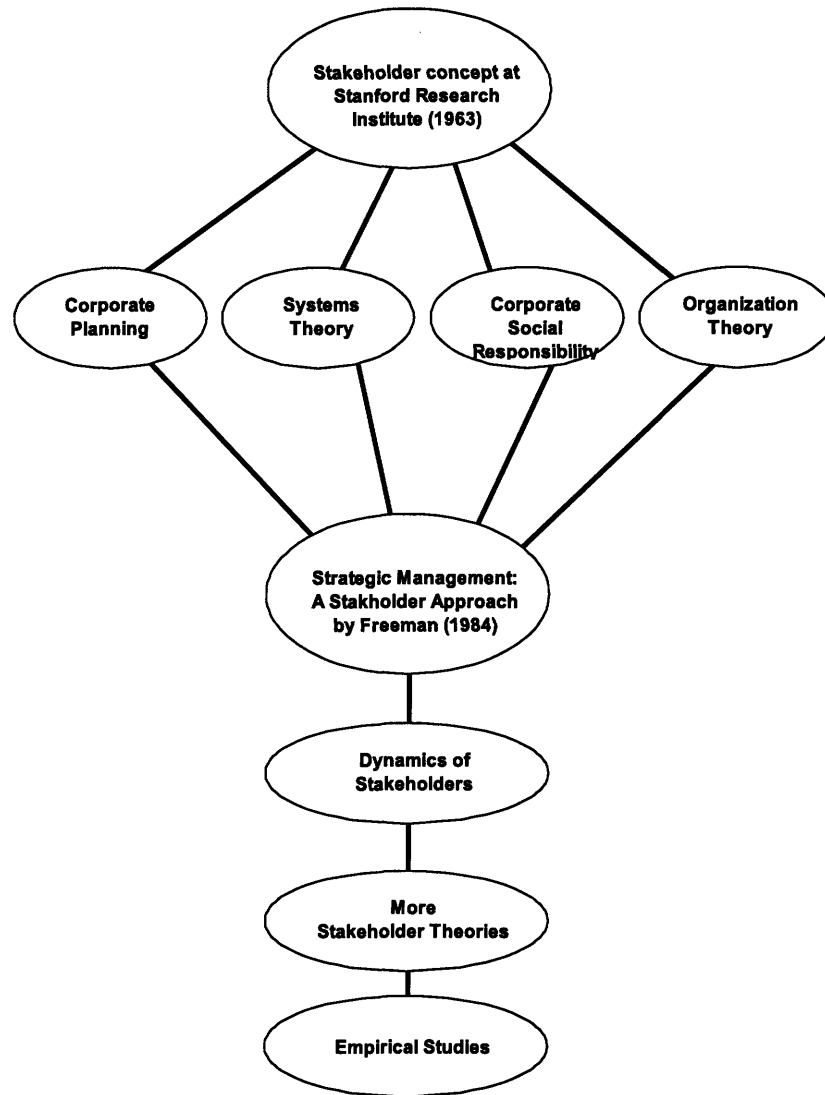 Stakeholder concept at
Stanford Research
Institute (1963)
Corporate
Planning
Systems
Theory
Corporate
Social
Responsibility
Organization
Theory
Strategic Management:
A Stakholder Approach
by Freeman (1984)
Dynamics of
Stakeholders
More
Stakeholder Theories
Empirical Studies